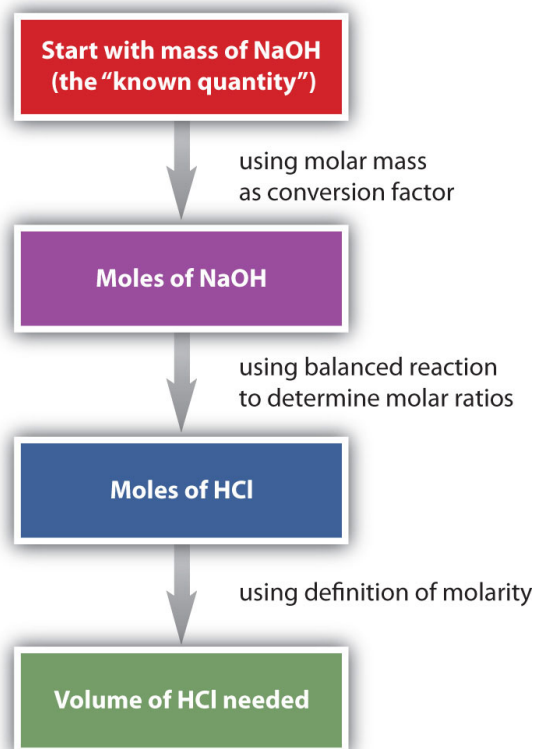 Start with mass of NaOH
(the “known quantity”)
using molar mass
as conversion factor
Moles of NaOH
using balanced reaction
to determine molar ratios
Moles of HCl
using definition of molarity
Volume of HCl needed